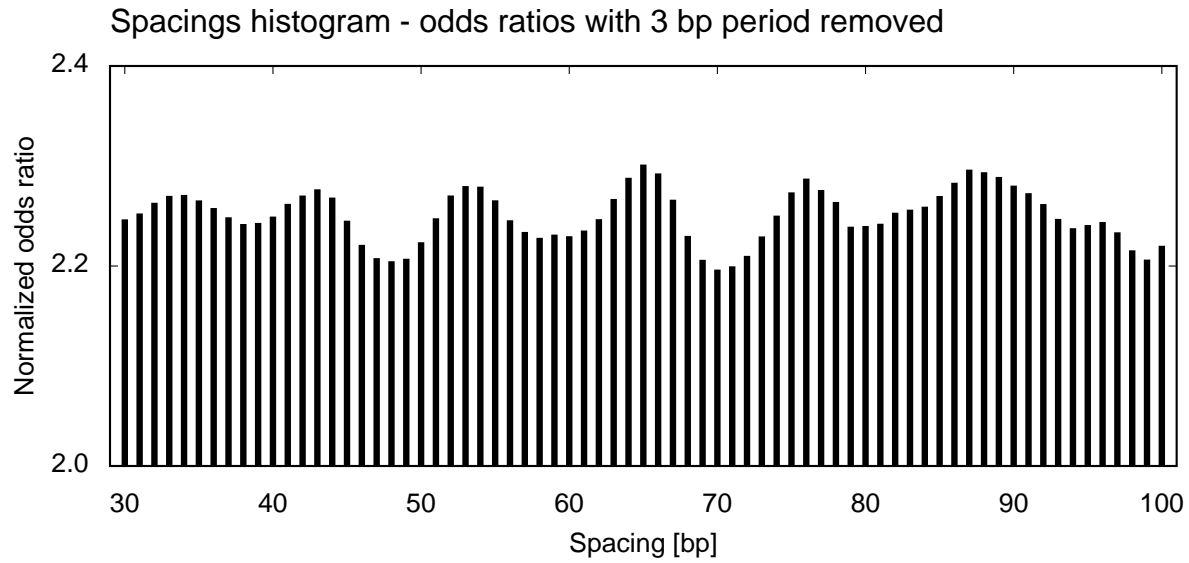 Spacings histogram - odds ratios with 3 bp period removed
2.4
2.2
2.0
Normalized odds ratio
30 40 50 60 70 80 90 100
Spacing [bp]